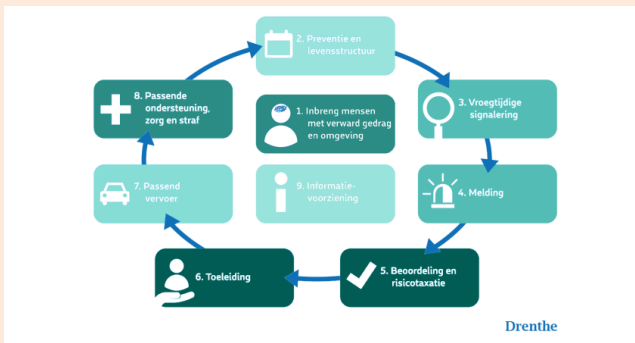 2. Preventie en
levensstructuur
8. Passende
ondersteuning,
zorg en straf
1. Inbreng mensen
met verward gedrag
en omgeving
3. Vroegtijdige
signalering
7. Passend
vervoer
9. Informatie-
voorziening
4. Melding
6. Toeleiding
5. Beoordeling en
risicotaxatie
Drenthe